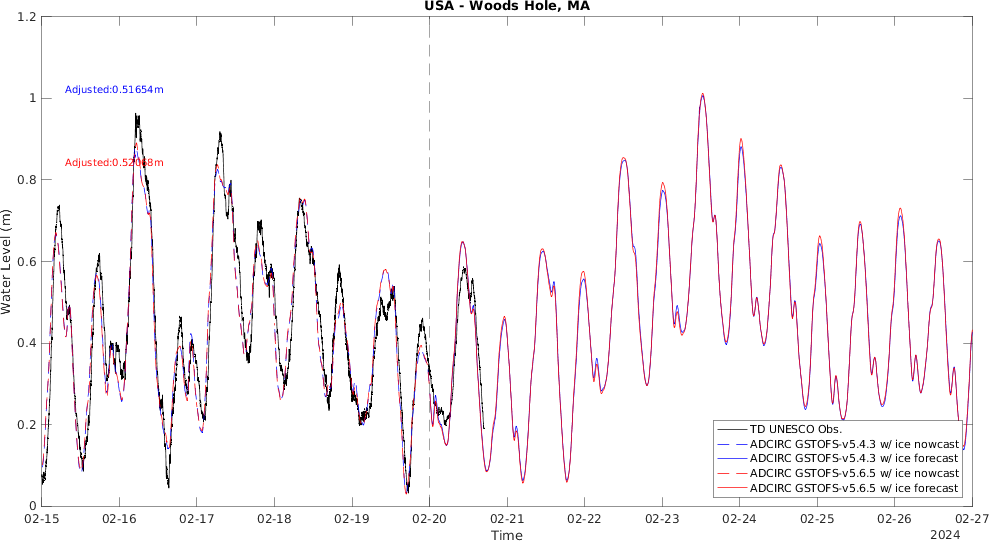 USA - Woods Hole, MA
1.2
1
0.8
0.6
0.4
0.2
0
Water Level (m)
Adjusted:0.51654m
Adjusted:0.52068m
TD UNESCO Obs.
ADCIRC GSTOFS-v5.4.3 w/ ice nowcast
ADCIRC GSTOFS-v5.4.3 w/ ice forecast
ADCIRC GSTOFS-v5.6.5 w/ ice nowcast
ADCIRC GSTOFS-v5.6.5 w/ ice forecast
02-15 02-16 02-17 02-18 02-19 02-20 02-21 02-22 02-23 02-24 02-25 02-26 02-27
Time
2024